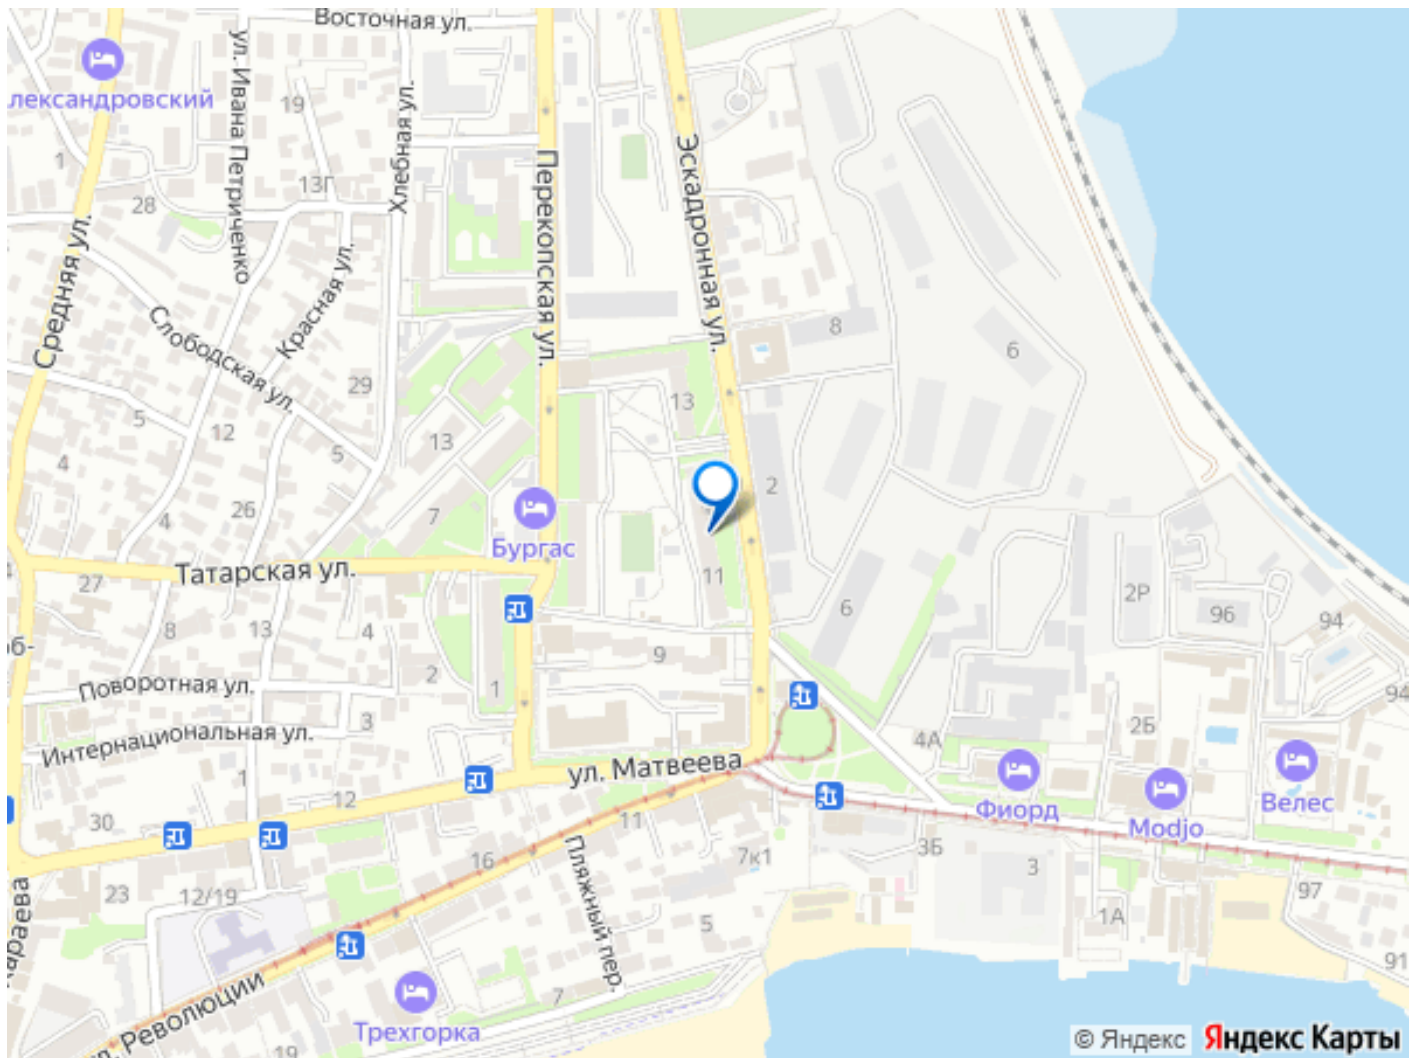 Восточная ул.
лександровский
ул. Ивана Петриченко
19
Хлебная ул.
1
13Г
28
Перекопская ул.
Эскадронная ул.
Средняя ул.
Красная ул.
Слободская ул.
8
6
29
13
5
12
13
5
4
2
26
7
4
Бургас
Татарская ул.
27
11
6
2Р
96
94
8
13
4
об-
9
2
Поворотная ул.
1
94
3
Интернациональная ул.
2Б
4А
1
ул. Матвеева
Фиорд
Modjo
Велес
12
30
11
16
7к1
3Б
3
Пляжный пер.
23
12/19
97
1А
5
Караева
91
7
ул. Революции
Трехгорка
19
© Яндекс Яндекс Карты